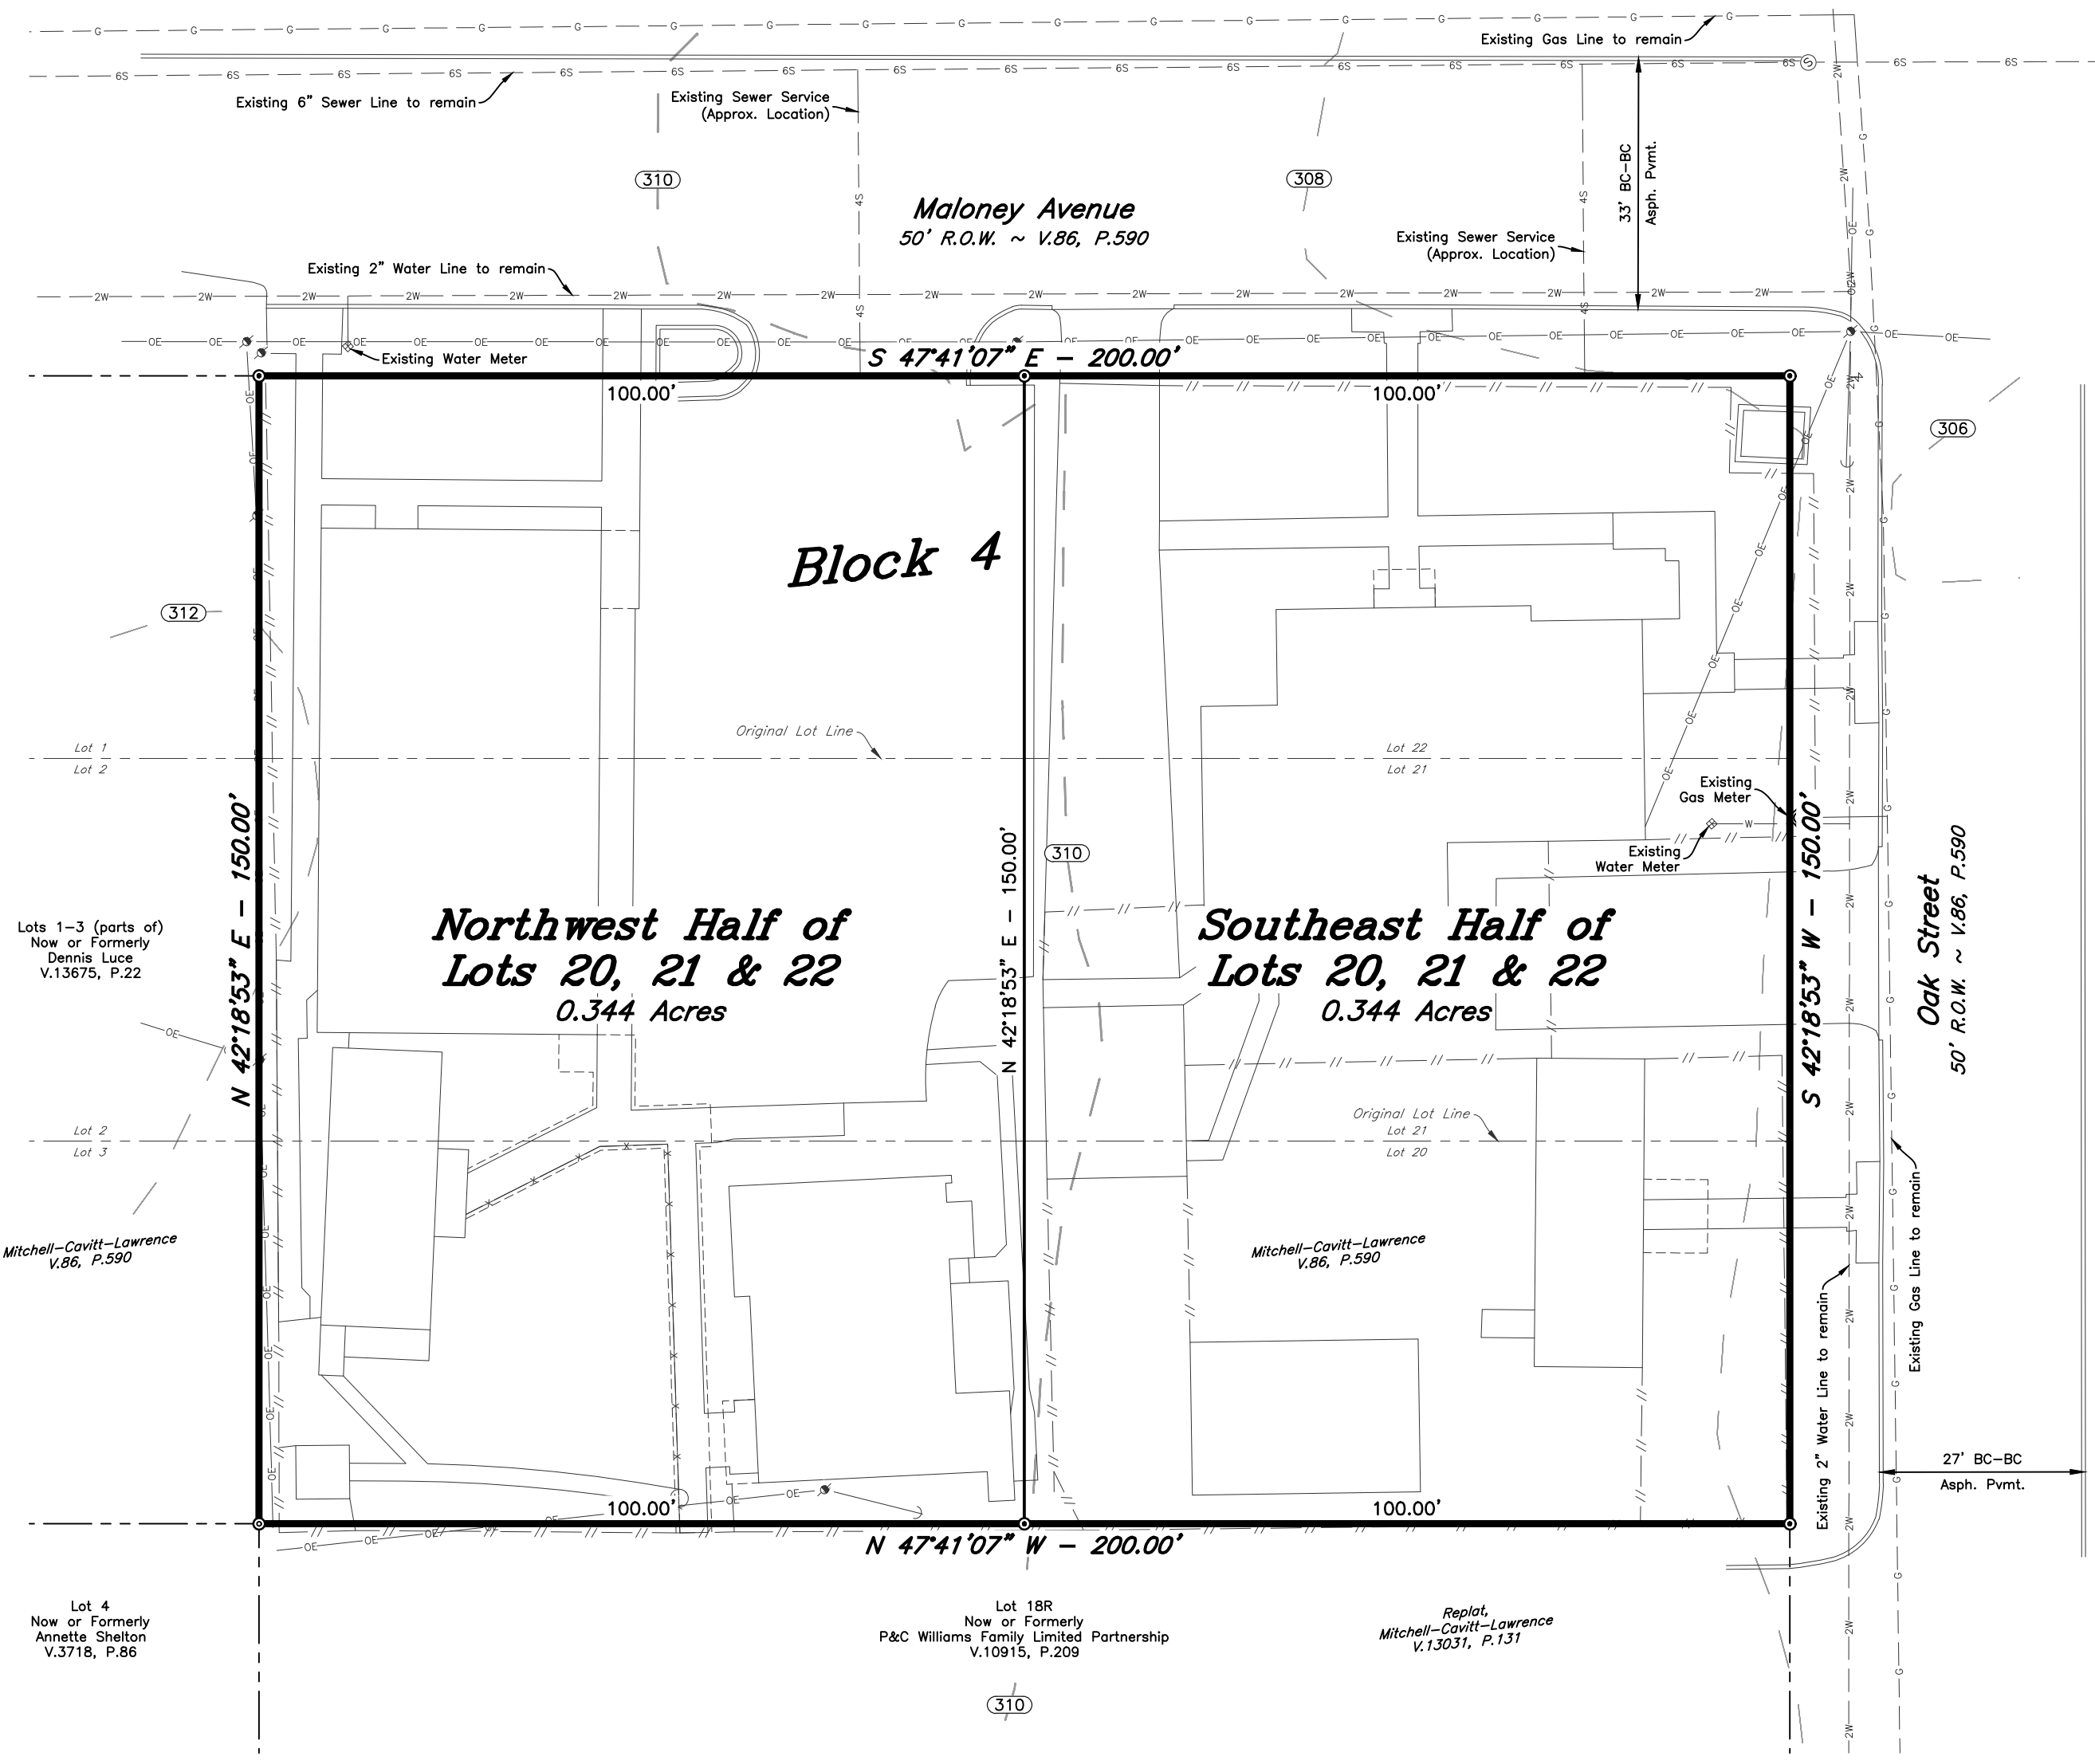 Existing Gas Line to remain
Existing 6" Sewer Line to remain
Existing Sewer Service
(Approx. Location)
310
308
33' BC-BC
Asph. Pvmt.
Maloney Avenue
50' R.O.W. ~ V.86, P.590
Existing Sewer Service
(Approx. Location)
Existing 2" Water Line to remain
Existing Water Meter
S 47°41'07" E - 200.00'
100.00'
100.00'
306
Block 4
312
Original Lot Line
Lot 1
Lot 2
Lot 22
Lot 21
Existing
Gas Meter
Existing
Water Meter
N 42°18'53" E - 150.00'
N 42°18'53" E - 150.00'
310
S 42°18'53" W - 150.00'
Oak Street
50' R.O.W. ~ V.86, P.590
Lots 1-3 (parts of)
Now or Formerly
Dennis Luce
V.13675, P.22
Northwest Half of
Lots 20, 21 & 22
0.344 Acres
Southeast Half of
Lots 20, 21 & 22
0.344 Acres
Lot 2
Lot 3
Original Lot Line
Lot 21
Lot 20
Mitchell-Cavitt-Lawrence
V.86, P.590
Mitchell-Cavitt-Lawrence
V.86, P.590
Existing Gas Line to remain
Existing 2" Water Line to remain
27' BC-BC
Asph. Pvmt.
100.00'
100.00'
N 47°41'07" W - 200.00'
Lot 4
Now or Formerly
Annette Shelton
V.3718, P.86
Lot 18R
Now or Formerly
P&C Williams Family Limited Partnership
V.10915, P.209
Replat,
Mitchell-Cavitt-Lawrence
V.13031, P.131
310